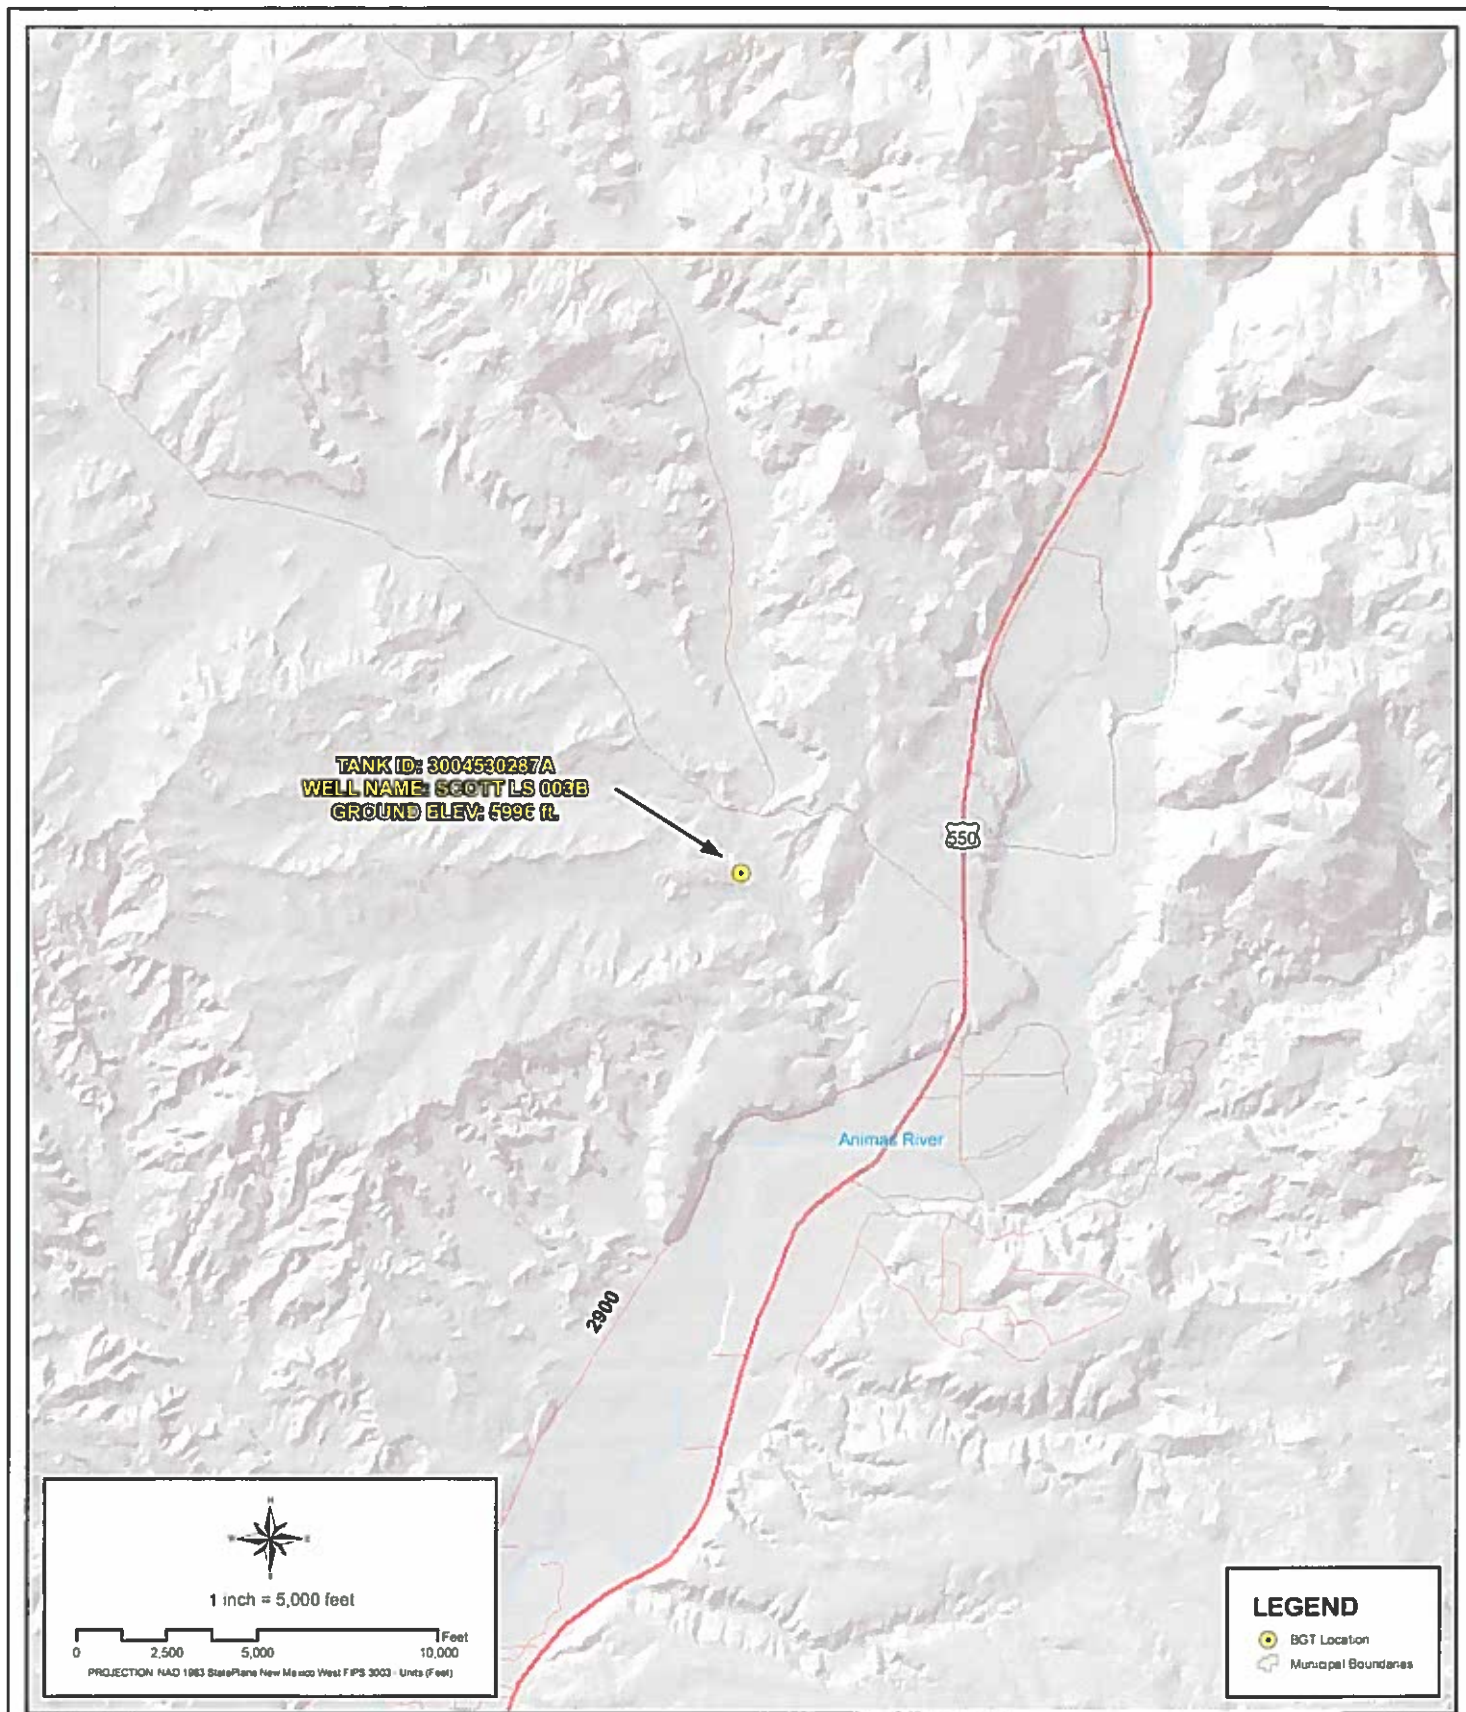 TANK ID: 3004530287A
WELL NAME: SCOTT LS 003B
GROUND ELEV: 5996 ft.
550
Animas River
2900
N
W E
S
1 inch = 5,000 feet
Feet
0 2,500 5,000 10,000
PROJECTION NAD 1983 StatePlane New Mexico West FIPS 3003 - Units (Feet)
LEGEND
BGT Location
Municipal Boundaries